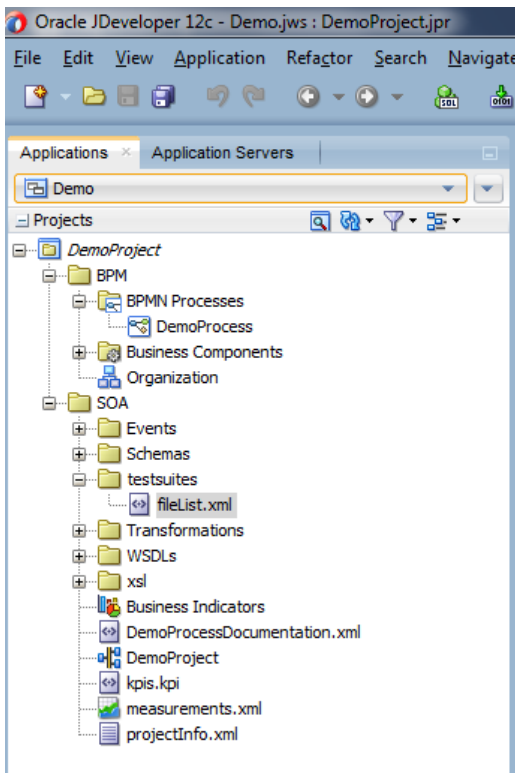 Oracle JDeveloper 12c - Demo.jws : DemoProject.jpr
File Edit View Application Refactor Search Navigate
SQL 0101
Applications × Application Servers
Demo
Projects
DemoProject
BPM
BPMN Processes
DemoProcess
Business Components
Organization
SOA
Events
Schemas
testsuites
fileList.xml
Transformations
WSDLs
xsl
Business Indicators
DemoProcessDocumentation.xml
DemoProject
kpis.kpi
measurements.xml
projectInfo.xml